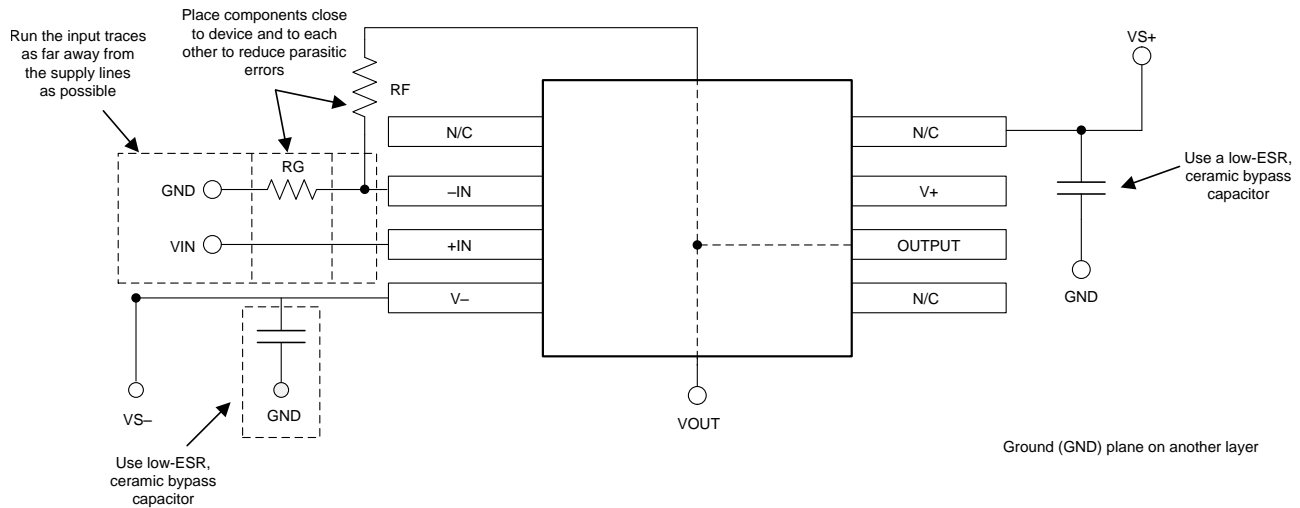 Place components close
to device and to each
other to reduce parasitic
errors
Run the input traces
as far away from
the supply lines
as possible
VS+
RF
N/C
N/C
Use a low-ESR,
ceramic bypass
capacitor
RG
GND
–IN
V+
VIN
+IN
OUTPUT
GND
V–
N/C
VS–
GND
VOUT
Ground (GND) plane on another layer
Use low-ESR,
ceramic bypass
capacitor